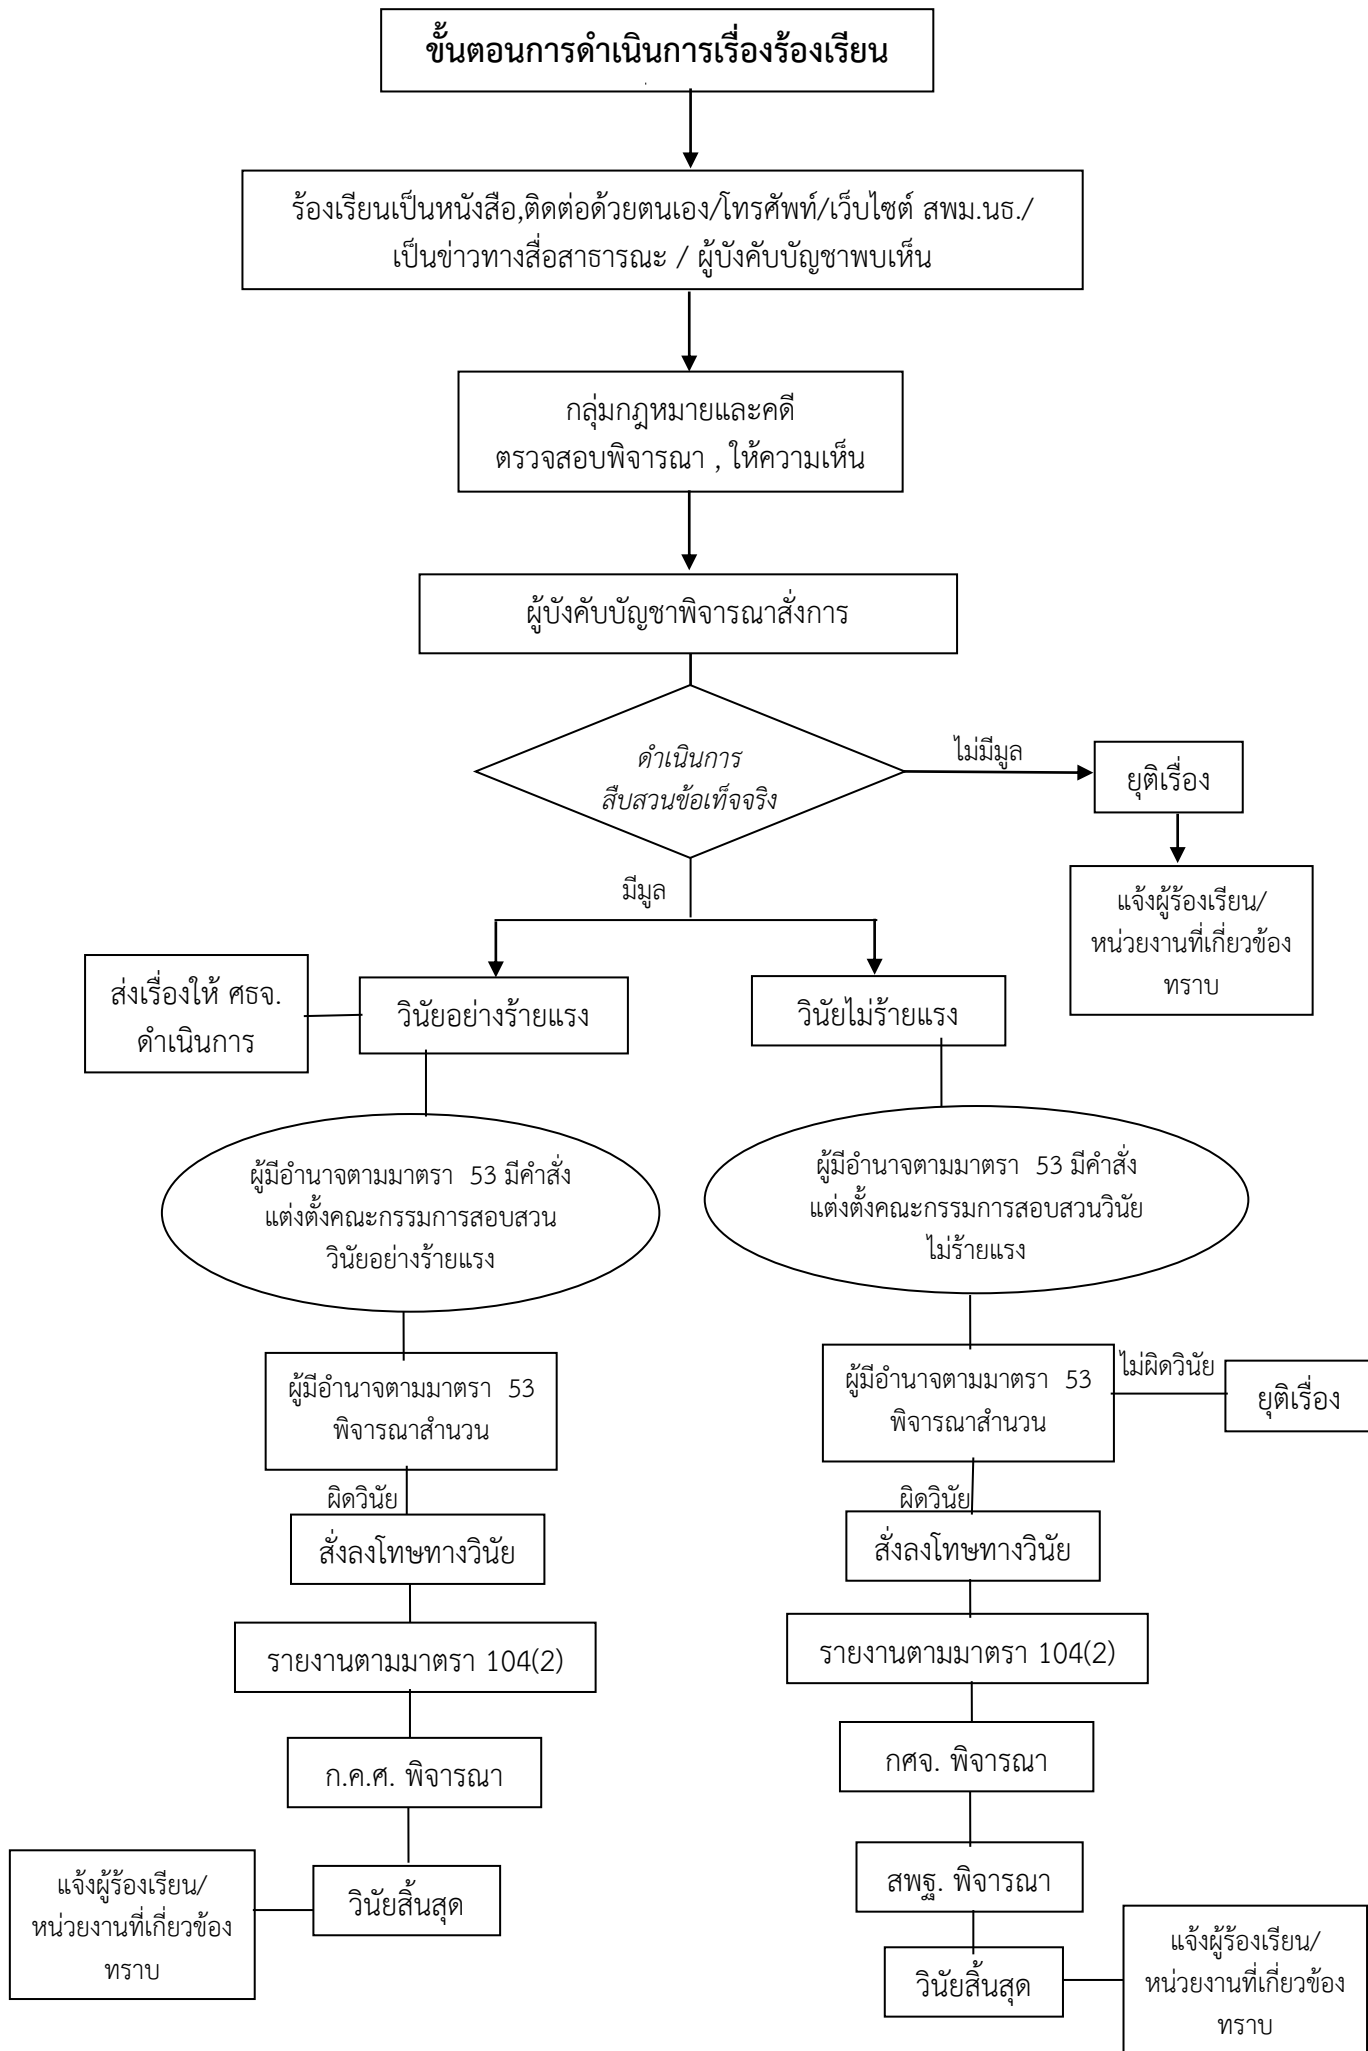 ขั้นตอนการดำเนินการเรื่องร้องเรียน
ร้องเรียนเป็นหนังสือ,ติดต่อด้วยตนเอง/โทรศัพท์/เว็บไซต์ สพม.นธ./
เป็นข่าวทางสื่อสาธารณะ / ผู้บังคับบัญชาพบเห็น
กลุ่มกฎหมายและคดี
ตรวจสอบพิจารณา , ให้ความเห็น
ผู้บังคับบัญชาพิจารณาสั่งการ
ดำเนินการ
สืบสวนข้อเท็จจริง
ไม่มีมูล
ยุติเรื่อง
แจ้งผู้ร้องเรียน/
หน่วยงานที่เกี่ยวข้อง
ทราบ
มีมูล
ส่งเรื่องให้ ศธจ.
ดำเนินการ
วินัยอย่างร้ายแรง
วินัยไม่ร้ายแรง
ผู้มีอำนาจตามมาตรา 53 มีคำสั่ง
แต่งตั้งคณะกรรมการสอบสวน
วินัยอย่างร้ายแรง
ผู้มีอำนาจตามมาตรา 53 มีคำสั่ง
แต่งตั้งคณะกรรมการสอบสวนวินัย
ไม่ร้ายแรง
ผู้มีอำนาจตามมาตรา 53
พิจารณาสำนวน
ผู้มีอำนาจตามมาตรา 53
พิจารณาสำนวน
ไม่ผิดวินัย
ยุติเรื่อง
ผิดวินัย
ผิดวินัย
สั่งลงโทษทางวินัย
สั่งลงโทษทางวินัย
รายงานตามมาตรา 104(2)
รายงานตามมาตรา 104(2)
ก.ค.ศ. พิจารณา
กศจ. พิจารณา
สพฐ. พิจารณา
แจ้งผู้ร้องเรียน/
หน่วยงานที่เกี่ยวข้อง
ทราบ
วินัยสิ้นสุด
วินัยสิ้นสุด
แจ้งผู้ร้องเรียน/
หน่วยงานที่เกี่ยวข้อง
ทราบ